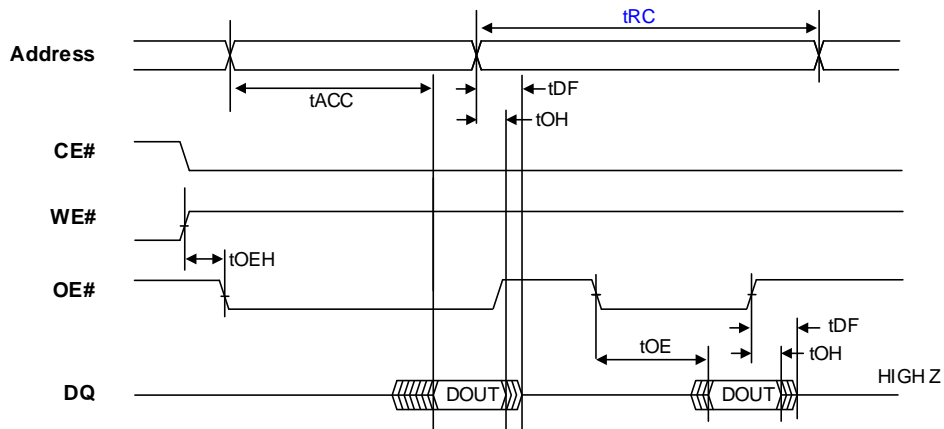 tRC
Address
tDF
tACC
tOH
CE#
WE#
tOEH
OE#
tDF
tOE
tOH
HIGH Z
DQ
DOUT
DOUT